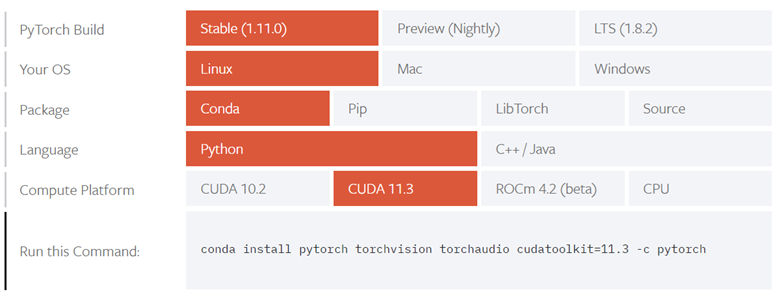 PyTorch Build Stable (1.11.0) Preview (Nightly) LTS (1.8.2)
Your OS Linux Mac Windows
Package Conda Pip LibTorch Source
Language Python C++ / Java
Compute Platform CUDA 10.2 CUDA 11.3 ROCm 4.2 (beta) CPU
Run this Command: conda install pytorch torchvision torchaudio cudatoolkit=11.3 -c pytorch